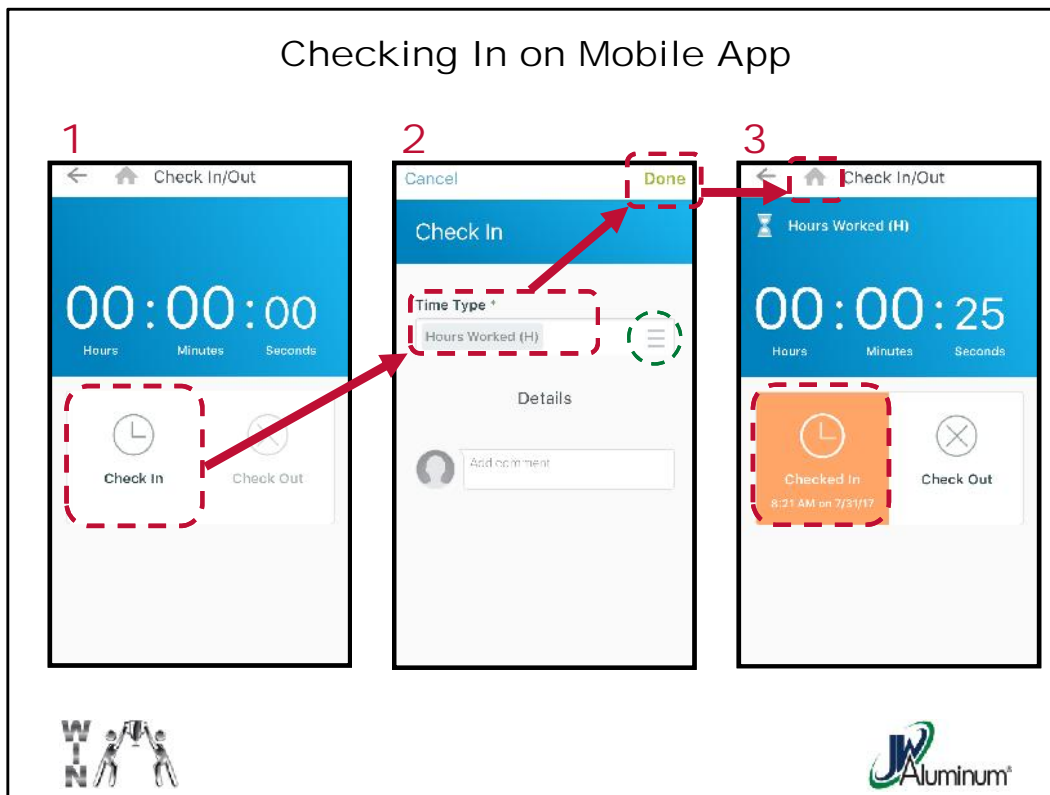 Checking In on Mobile App
1
Check In/Out
00 : 00 : 00
Hours Minutes Seconds
Check In Check Out
2
Cancel Done
Check In
Time Type *
Hours Worked (H)
Details
Add comment
3
Check In/Out
Hours Worked (H)
00 : 00 : 25
Hours Minutes Seconds
Checked In Check Out
8:21 AM on 7/31/17
WIN
JW Aluminum®